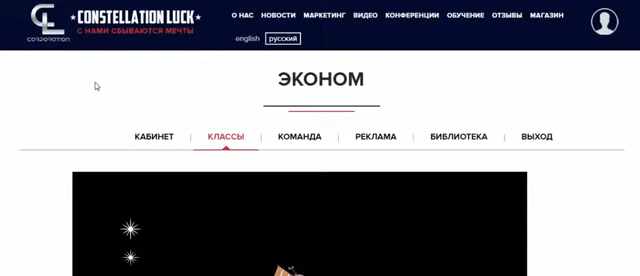 CL
CORPORATION
CONSTELLATION LUCK
С НАМИ СБЫВАЮТСЯ МЕЧТЫ
О НАС НОВОСТИ МАРКЕТИНГ ВИДЕО КОНФЕРЕНЦИИ ОБУЧЕНИЕ ОТЗЫВЫ МАГАЗИН
english русский
ЭКОНОМ
КАБИНЕТ | КЛАССЫ | КОМАНДА | РЕКЛАМА | БИБЛИОТЕКА | ВЫХОД